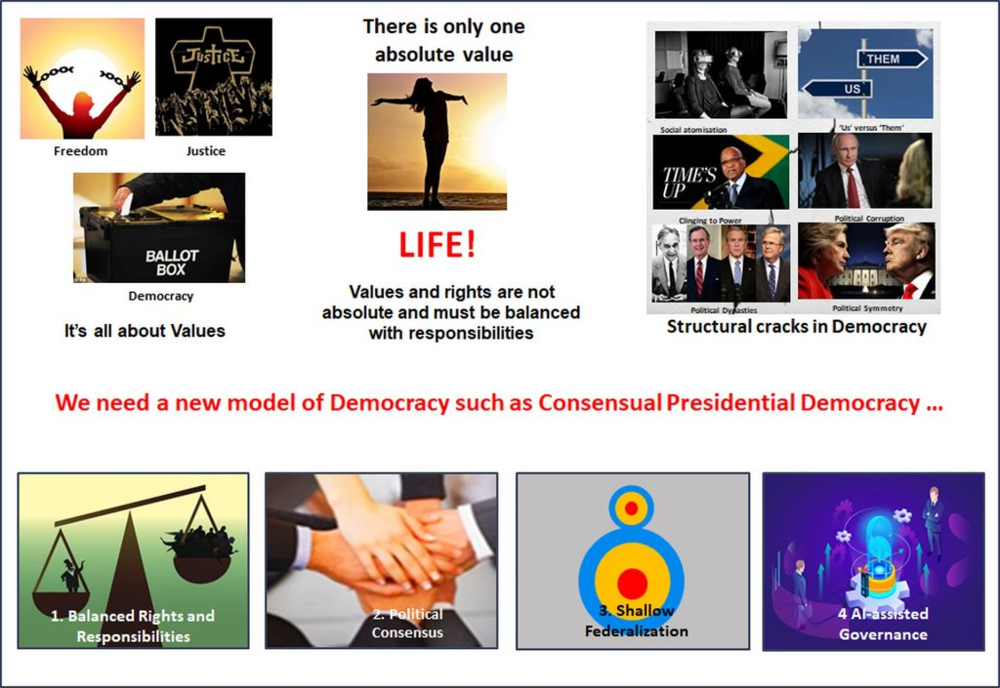 Justice
Freedom
Justice
BALLOT
BOX
Democracy
It's all about Values
There is only one
absolute value
LIFE!
Values and rights are not
absolute and must be balanced
with responsibilities
THEM
US
Social atomisation
'Us' versus 'Them'
TIME'S
UP
Clinging to Power
Political Corruption
Political Dynasties
Political Symmetry
Structural cracks in Democracy
We need a new model of Democracy such as Consensual Presidential Democracy ...
1. Balanced Rights and
Responsibilities
2. Political
Consensus
3. Shallow
Federalization
4 AI-assisted
Governance